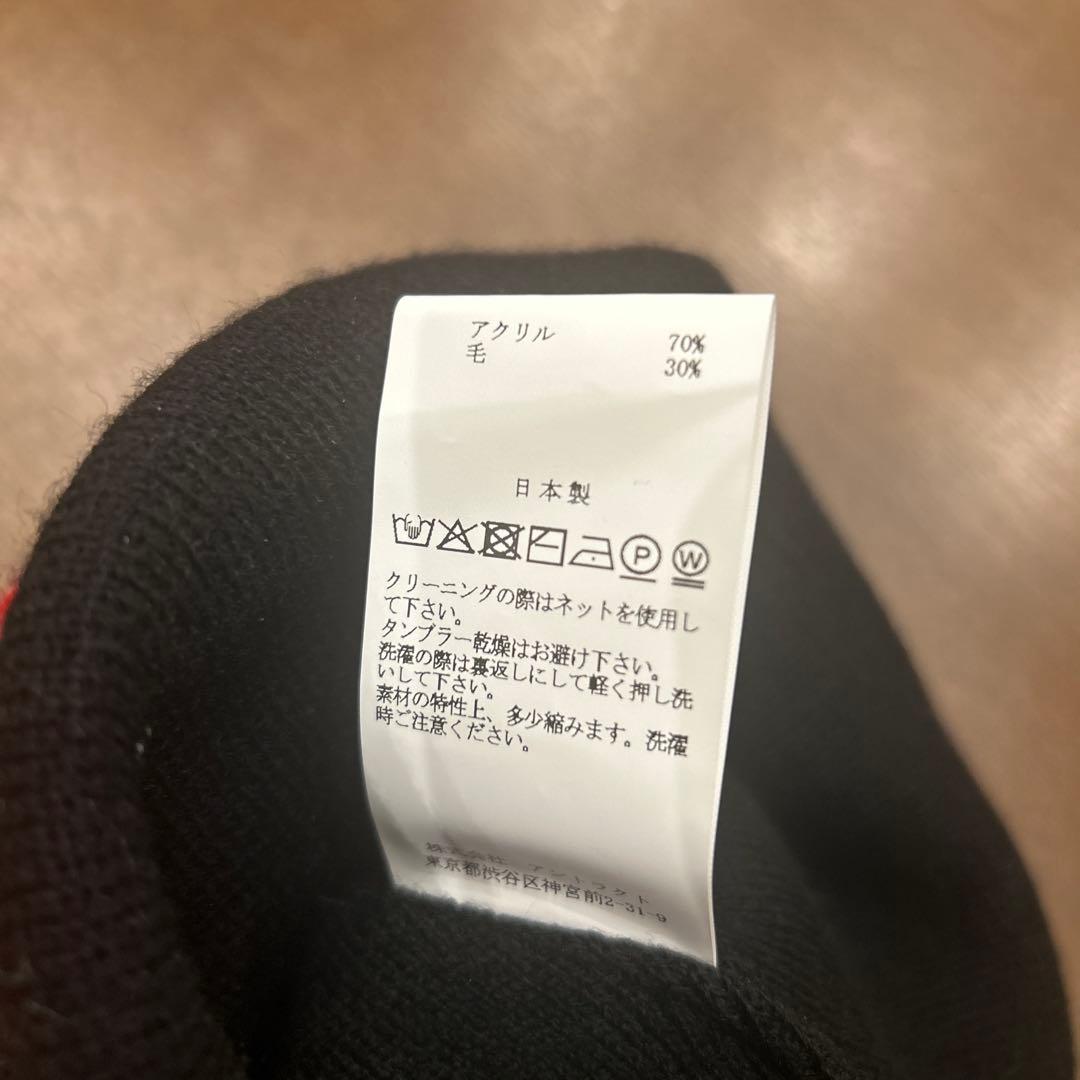 アクリル 70%
毛 30%
日本製
P W
クリーニングの際はネットを使用し
て下さい。
タンブラー乾燥はお避け下さい。
洗濯の際は裏返しにして軽く押し洗
いして下さい。
素材の特性上、多少縮みます。洗濯
時ご注意ください。
株式会社 アントラクト
東京都渋谷区神宮前2-31-9